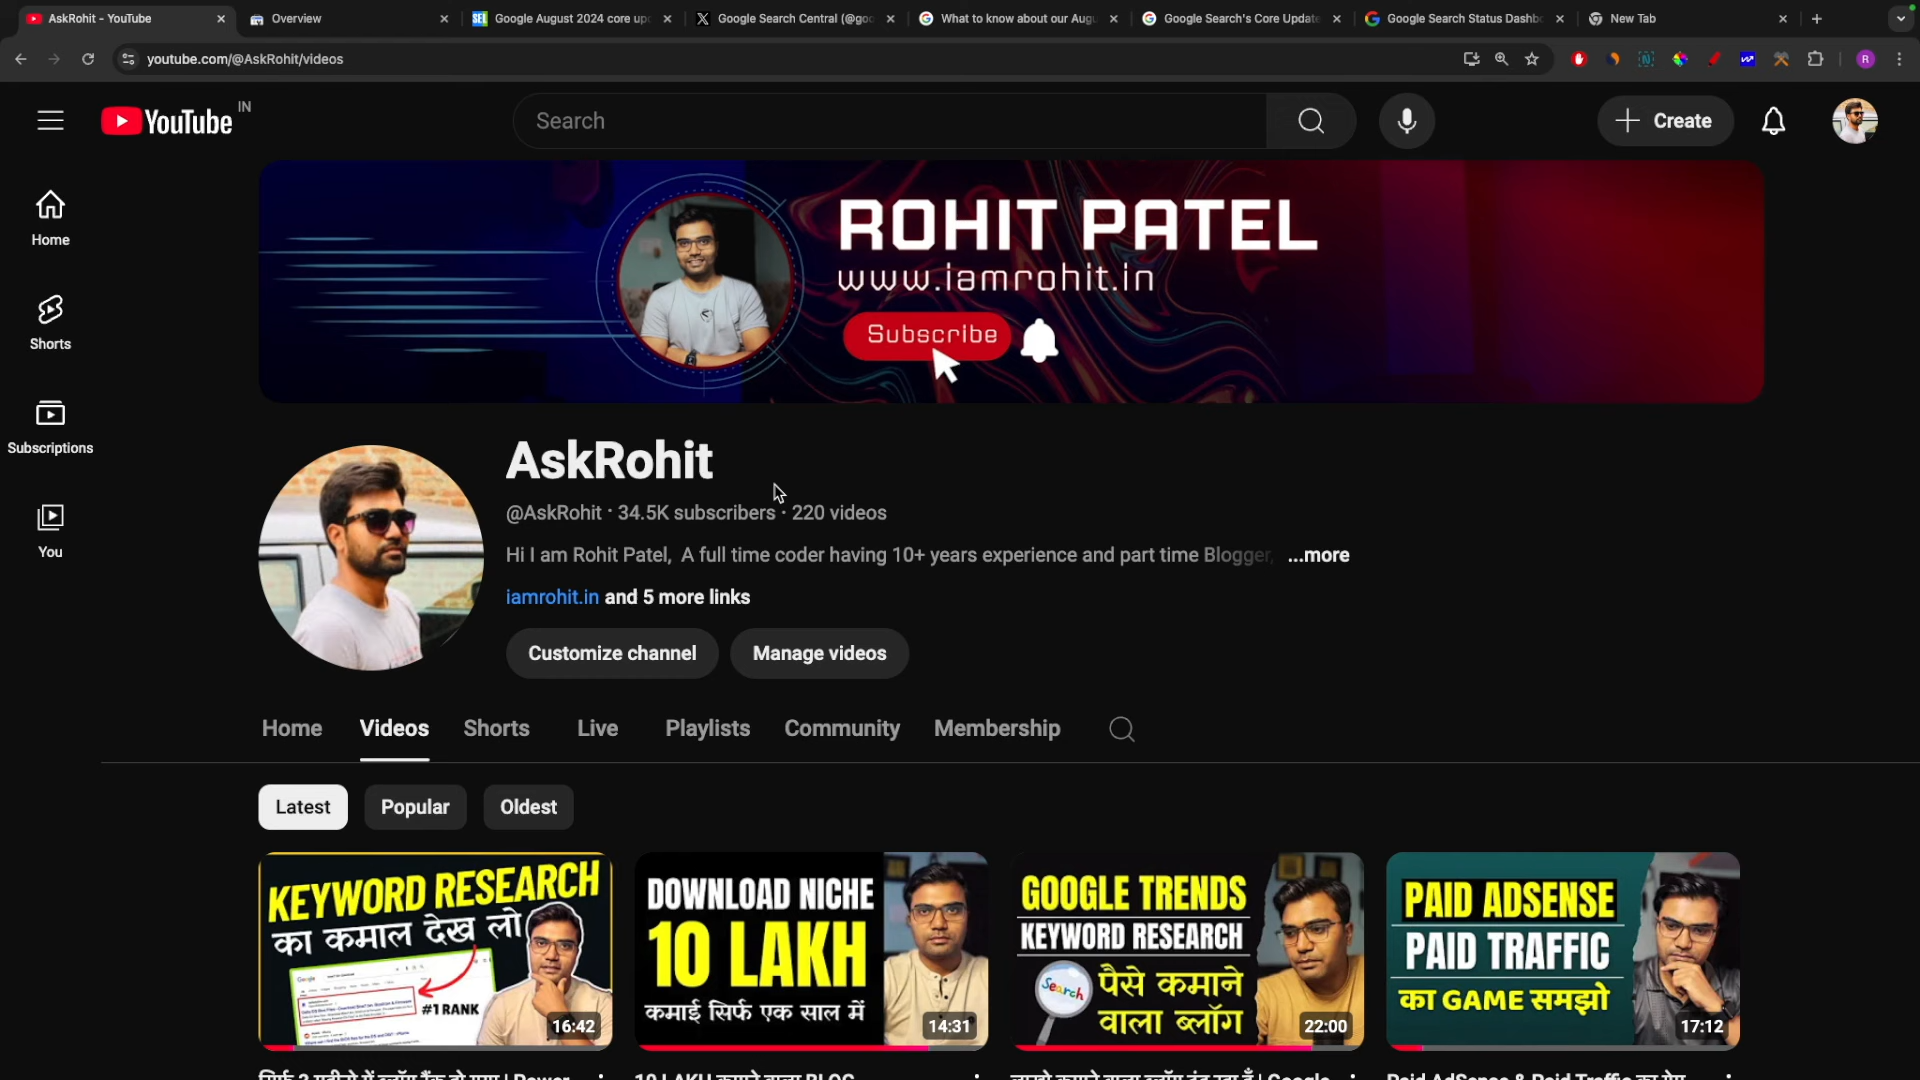 AskRohit - YouTube
Overview
Google August 2024 core up
Google Search Central (@goo
What to know about our Augu
Google Search's Core Update
Google Search Status Dashbo
New Tab
youtube.com/@AskRohit/videos
R
YouTube IN
Search
Create
Home
Shorts
Subscriptions
You
ROHIT PATEL
www.iamrohit.in
Subscribe
AskRohit
@AskRohit · 34.5K subscribers · 220 videos
Hi I am Rohit Patel, A full time coder having 10+ years experience and part time Blogger, ...more
iamrohit.in and 5 more links
Customize channel
Manage videos
Home
Videos
Shorts
Live
Playlists
Community
Membership
Latest
Popular
Oldest
KEYWORD RESEARCH
का कमाल देख लो
#1 RANK
16:42
DOWNLOAD NICHE
10 LAKH
कमाई सिर्फ एक साल में
14:31
GOOGLE TRENDS
KEYWORD RESEARCH
Search
पैसे कमाने
वाला ब्लॉग
22:00
PAID ADSENSE
PAID TRAFFIC
का GAME समझो
17:12